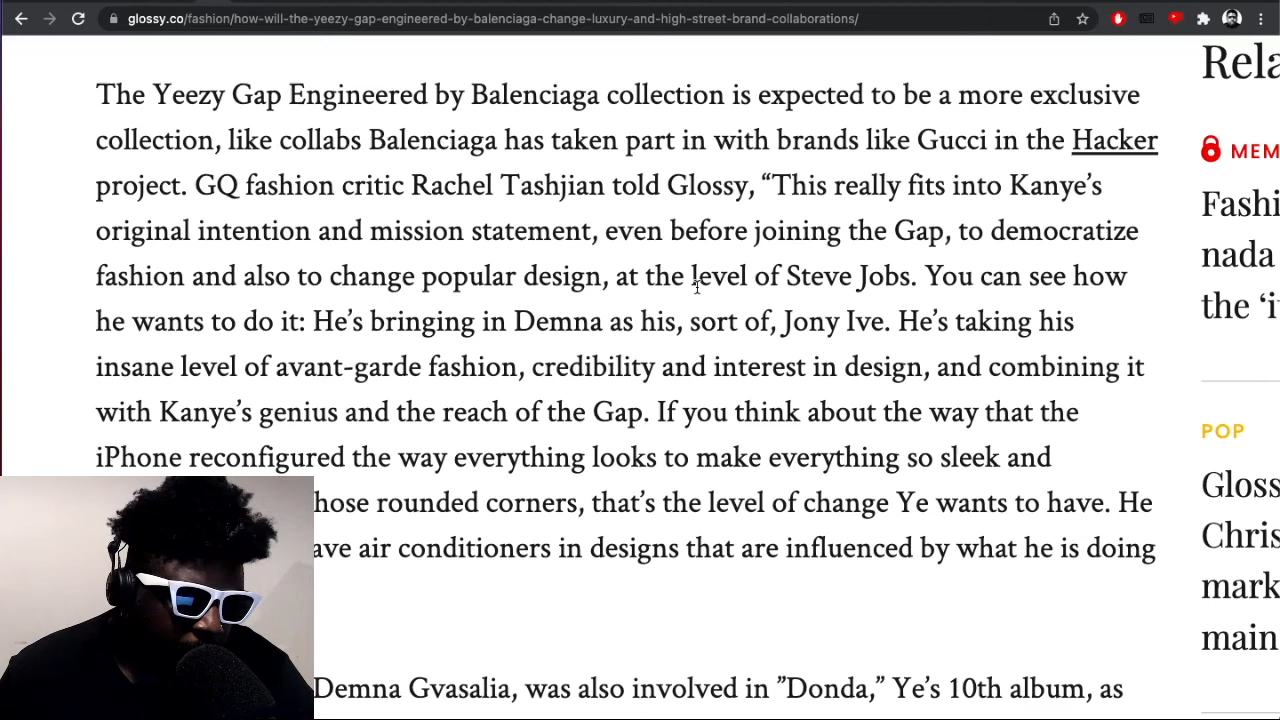 glossy.co/fashion/how-will-the-yeezy-gap-engineered-by-balenciaga-change-luxury-and-high-street-brand-collaborations/
The Yeezy Gap Engineered by Balenciaga collection is expected to be a more exclusive
collection, like collabs Balenciaga has taken part in with brands like Gucci in the Hacker
project. GQ fashion critic Rachel Tashjian told Glossy, “This really fits into Kanye’s
original intention and mission statement, even before joining the Gap, to democratize
fashion and also to change popular design, at the level of Steve Jobs. You can see how
he wants to do it: He’s bringing in Demna as his, sort of, Jony Ive. He’s taking his
insane level of avant-garde fashion, credibility and interest in design, and combining it
with Kanye’s genius and the reach of the Gap. If you think about the way that the
iPhone reconfigured the way everything looks to make everything so sleek and
hose rounded corners, that’s the level of change Ye wants to have. He
ave air conditioners in designs that are influenced by what he is doing
Demna Gvasalia, was also involved in ”Donda,” Ye’s 10th album, as
Rela
MEM
Fashi
nada
the ‘i
POP
Gloss
Chris
mark
main